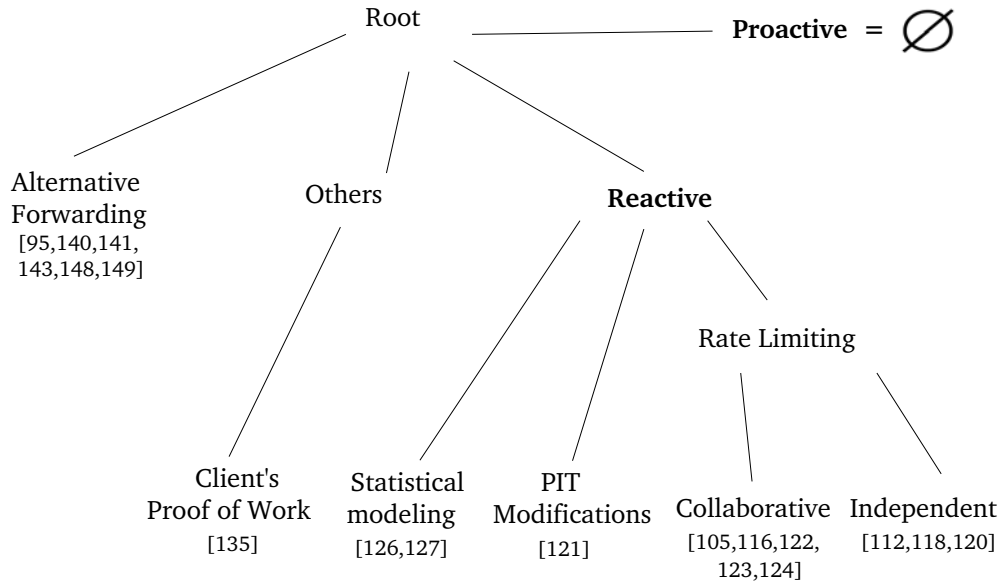 Root
Proactive = ∅
Alternative
Forwarding
[95,140,141,
143,148,149]
Others
Reactive
Rate Limiting
Client's
Proof of Work
[135]
Statistical
modeling
[126,127]
PIT
Modifications
[121]
Collaborative
[105,116,122,
123,124]
Independent
[112,118,120]